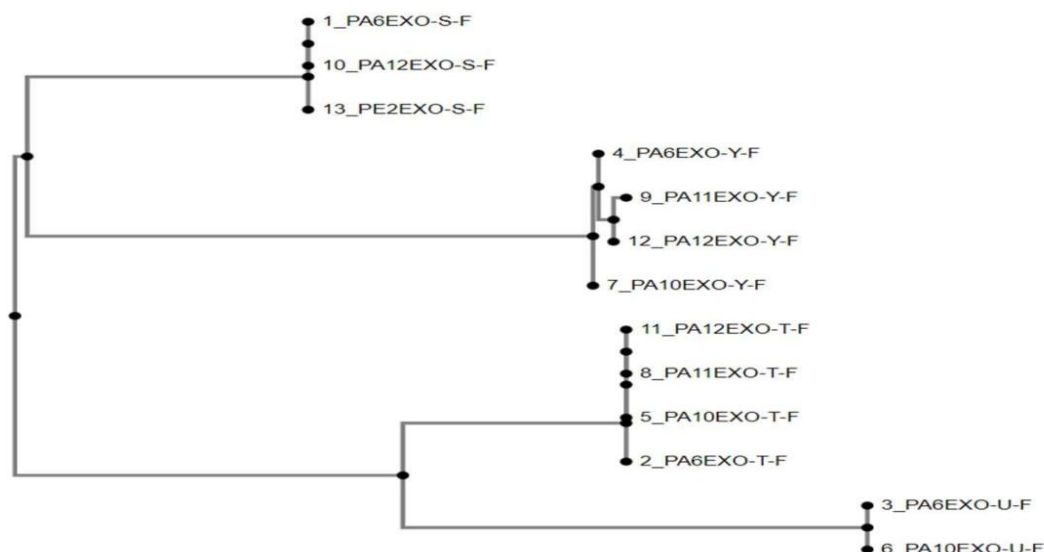 1_PA6EXO-S-F
10_PA12EXO-S-F
13_PE2EXO-S-F
4_PA6EXO-Y-F
9_PA11EXO-Y-F
12_PA12EXO-Y-F
7_PA10EXO-Y-F
11_PA12EXO-T-F
8_PA11EXO-T-F
5_PA10EXO-T-F
2_PA6EXO-T-F
3_PA6EXO-U-F
6_PA10EXO-U-F